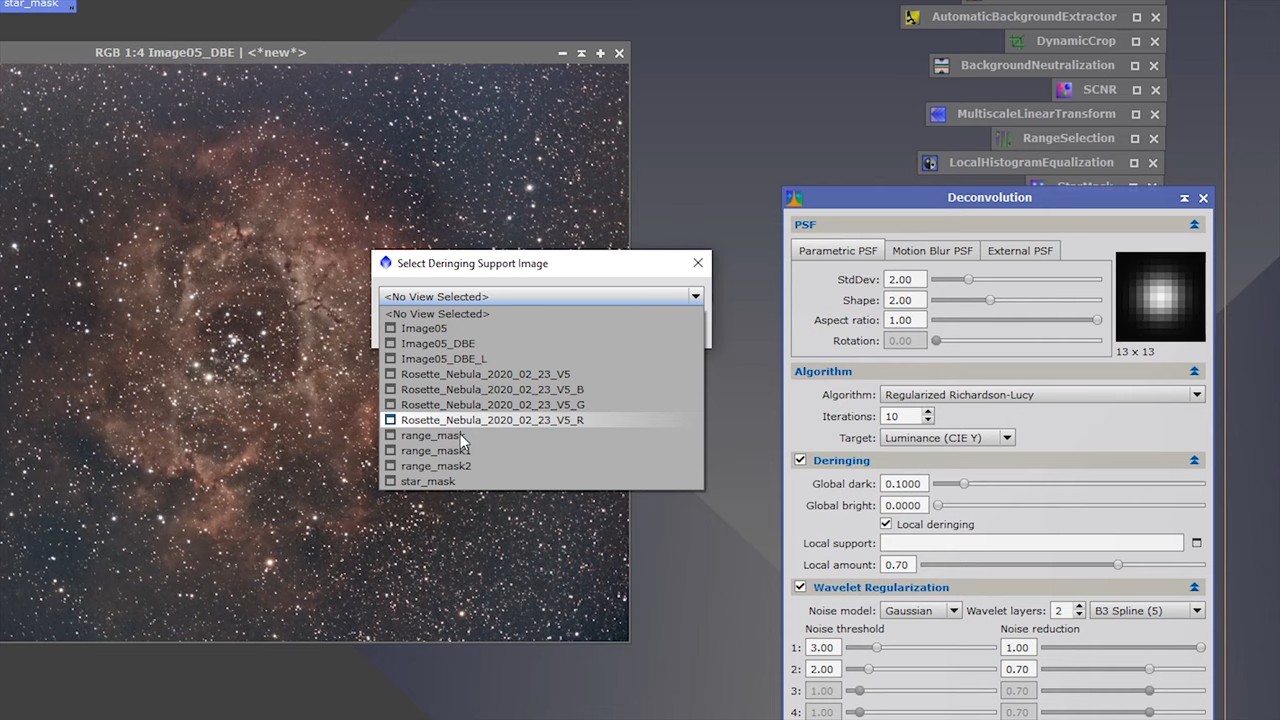 star_mask
N
RGB 1:4 Image05_DBE | <*new*>
AutomaticBackgroundExtractor
DynamicCrop
BackgroundNeutralization
SCNR
MultiscaleLinearTransform
RangeSelection
LocalHistogramEqualization
StarMask
Select Deringing Support Image
<No View Selected>
<No View Selected>
Image05
Image05_DBE
Image05_DBE_L
Rosette_Nebula_2020_02_23_V5
Rosette_Nebula_2020_02_23_V5_B
Rosette_Nebula_2020_02_23_V5_G
Rosette_Nebula_2020_02_23_V5_R
range_mask
range_mask1
range_mask2
star_mask
Deconvolution
PSF
Parametric PSF Motion Blur PSF External PSF
StdDev: 2.00
Shape: 2.00
Aspect ratio: 1.00
Rotation: 0.00
13 x 13
Algorithm
Algorithm: Regularized Richardson-Lucy
Iterations: 10
Target: Luminance (CIE Y)
Deringing
Global dark: 0.1000
Global bright: 0.0000
Local deringing
Local support:
Local amount: 0.70
Wavelet Regularization
Noise model: Gaussian Wavelet layers: 2 B3 Spline (5)
Noise threshold Noise reduction
1: 3.00 1.00
2: 2.00 0.70
3: 1.00 0.70
4: 1.00 0.70